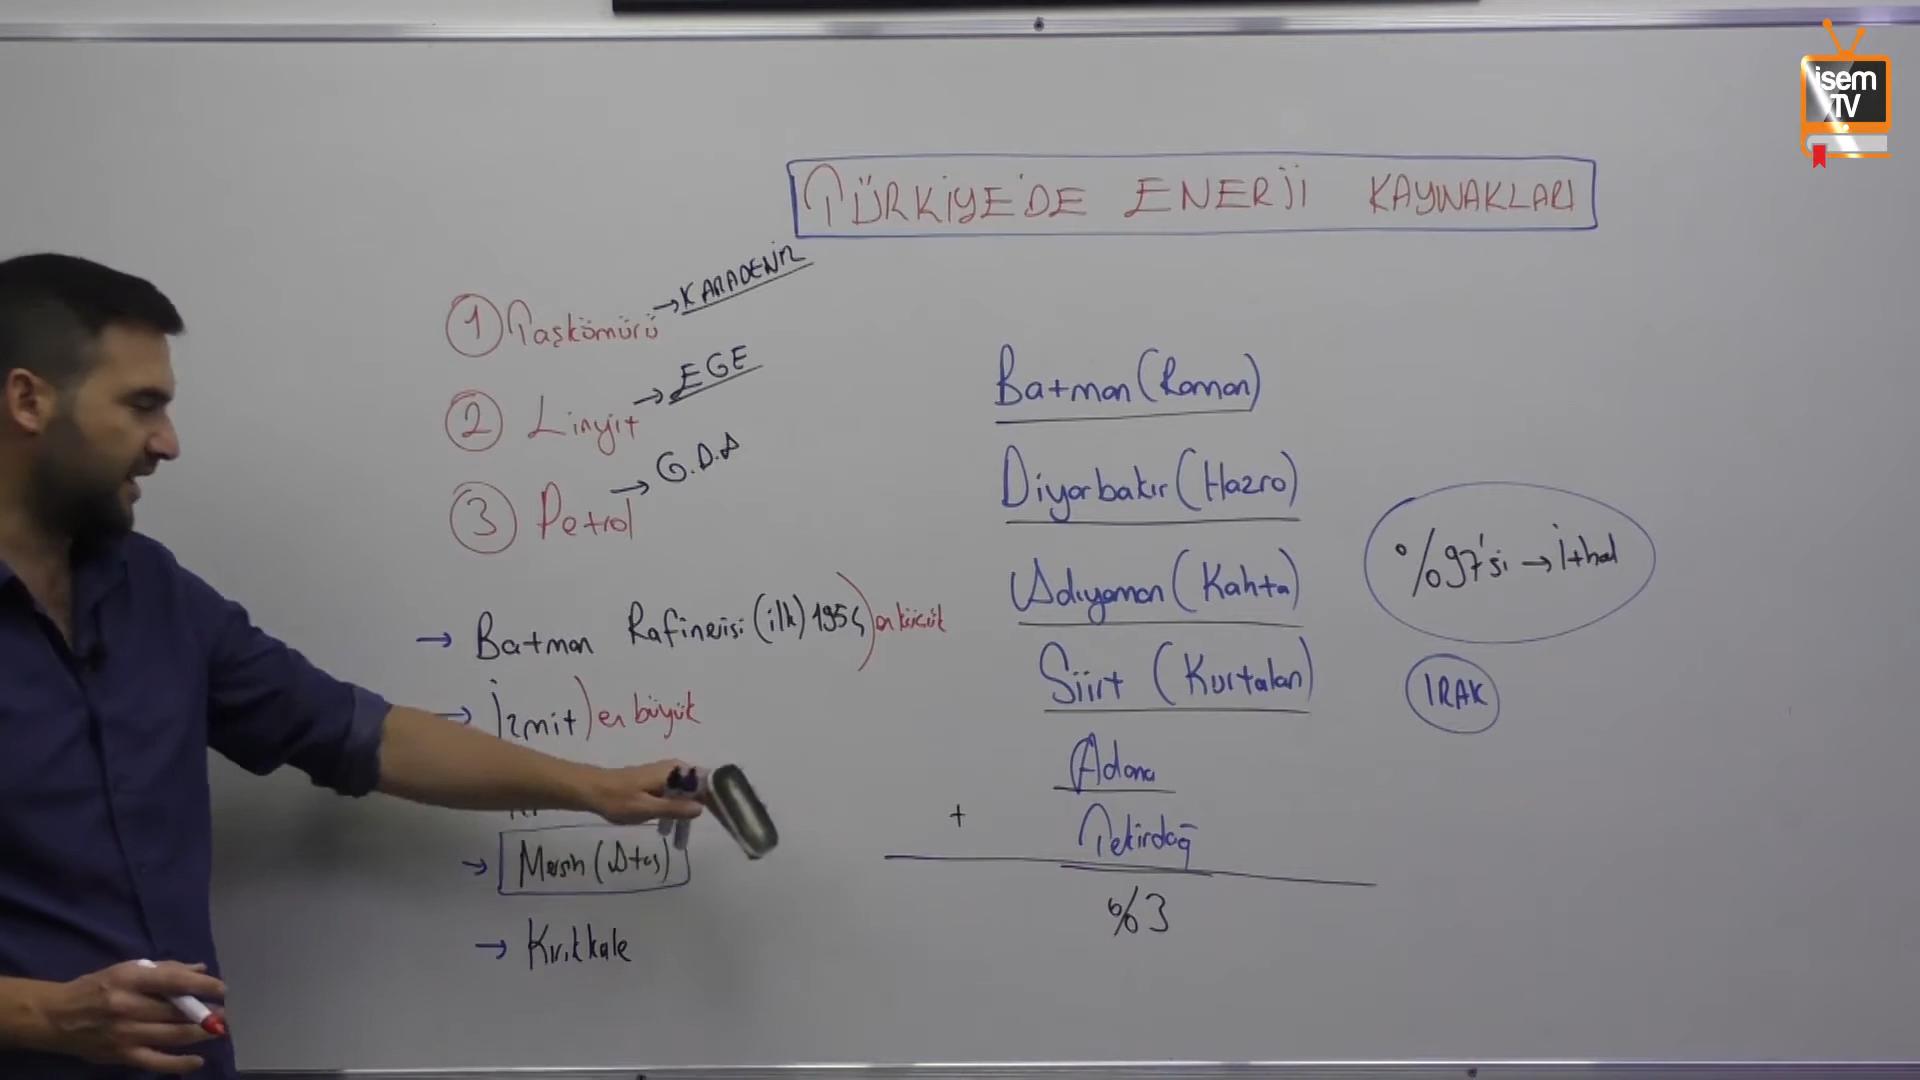 isem
TV
TÜRKİYE'DE ENERJİ KAYNAKLARI
① Taşkömürü → KARADENİZ
② Linyit → EGE
③ Petrol → G.D.A
→ Batman Rafinerisi (ilk) 1955) en küçük
→ İzmit) en büyük
→ Mersin (Ataş)
→ Kırıkkale
Batman (Raman)
Diyarbakır (Hazro)
Adıyaman (Kahta)
Siirt (Kurtalan)
Adana
+ Tekirdağ
%3
%97'si → İthal
IRAK